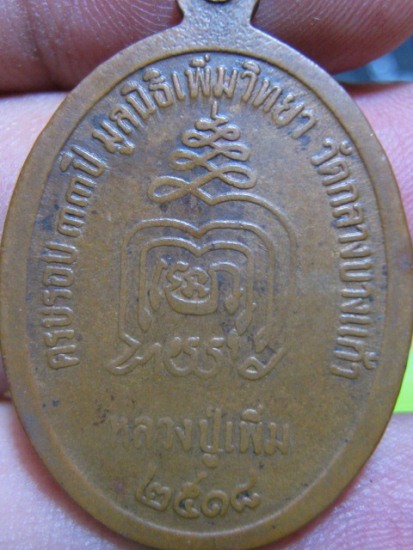 ครบรอบ ๓๓ ปี มูลนิธิเพิ่มวิทยา วัดกลางบางแก้ว
หลวงปู่เพิ่ม
๒๕๑๘